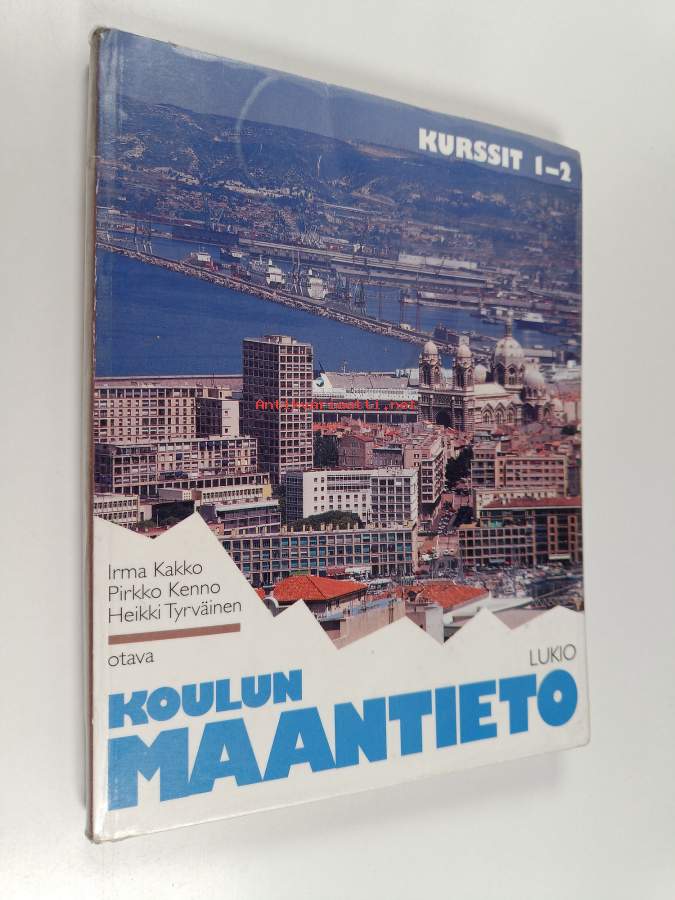 KURSSIT 1–2
Antikvariaatti.net
Irma Kakko
Pirkko Kenno
Heikki Tyrväinen
otava
LUKIO
KOULUN
MAANTIETO